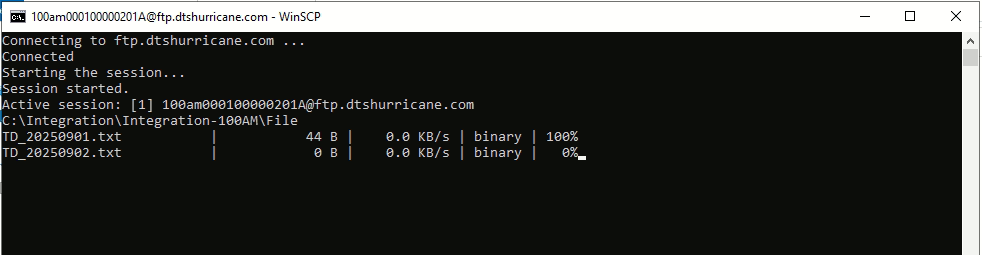 100am000100000201A@ftp.dtshurricane.com - WinSCP
Connecting to ftp.dtshurricane.com ...
Connected
Starting the session...
Session started.
Active session: [1] 100am000100000201A@ftp.dtshurricane.com
C:\Integration\Integration-100AM\File
TD_20250901.txt | 44 B | 0.0 KB/s | binary | 100%
TD_20250902.txt | 0 B | 0.0 KB/s | binary | 0%